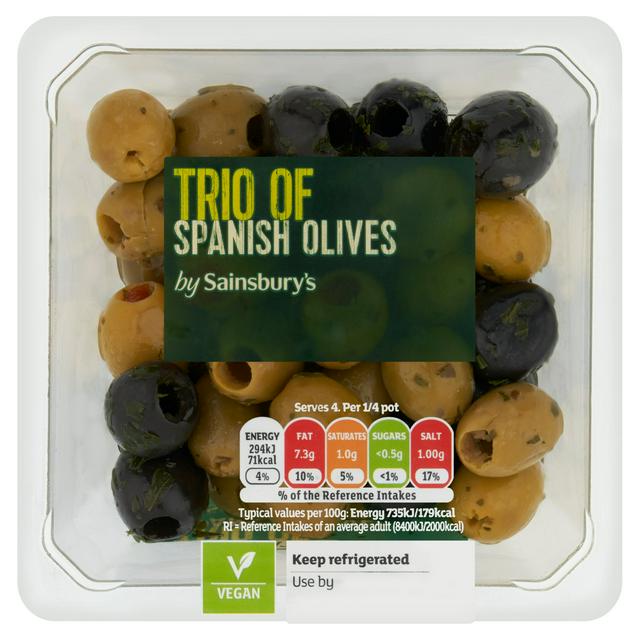 TRIO OF
SPANISH OLIVES
by Sainsbury's
Serves 4. Per 1/4 pot
ENERGY 294kJ 71kcal 4%
FAT 7.3g 10%
SATURATES 1.0g 5%
SUGARS <0.5g <1%
SALT 1.00g 17%
% of the Reference Intakes
Typical values per 100g: Energy 735kJ/179kcal
RI = Reference Intakes of an average adult (8400kJ/2000kcal)
VEGAN
Keep refrigerated
Use by